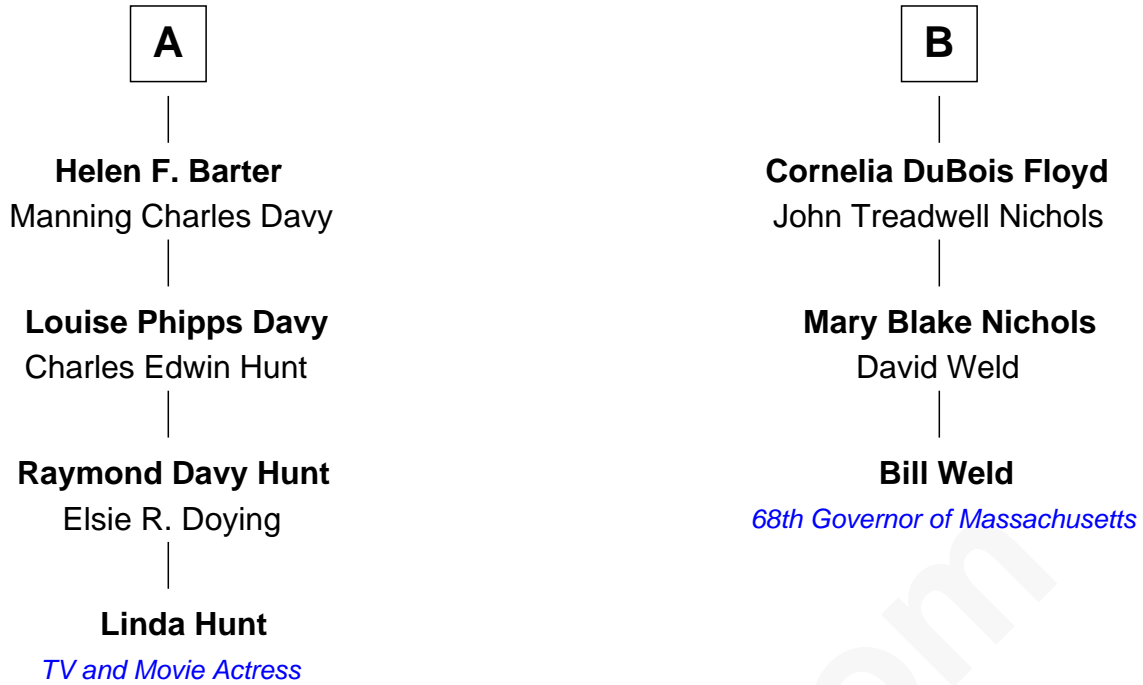 A
Helen F. Barter
Manning Charles Davy
Louise Phipps Davy
Charles Edwin Hunt
Raymond Davy Hunt
Elsie R. Doying
Linda Hunt
TV and Movie Actress
B
Cornelia DuBois Floyd
John Treadwell Nichols
Mary Blake Nichols
David Weld
Bill Weld
68th Governor of Massachusetts
om